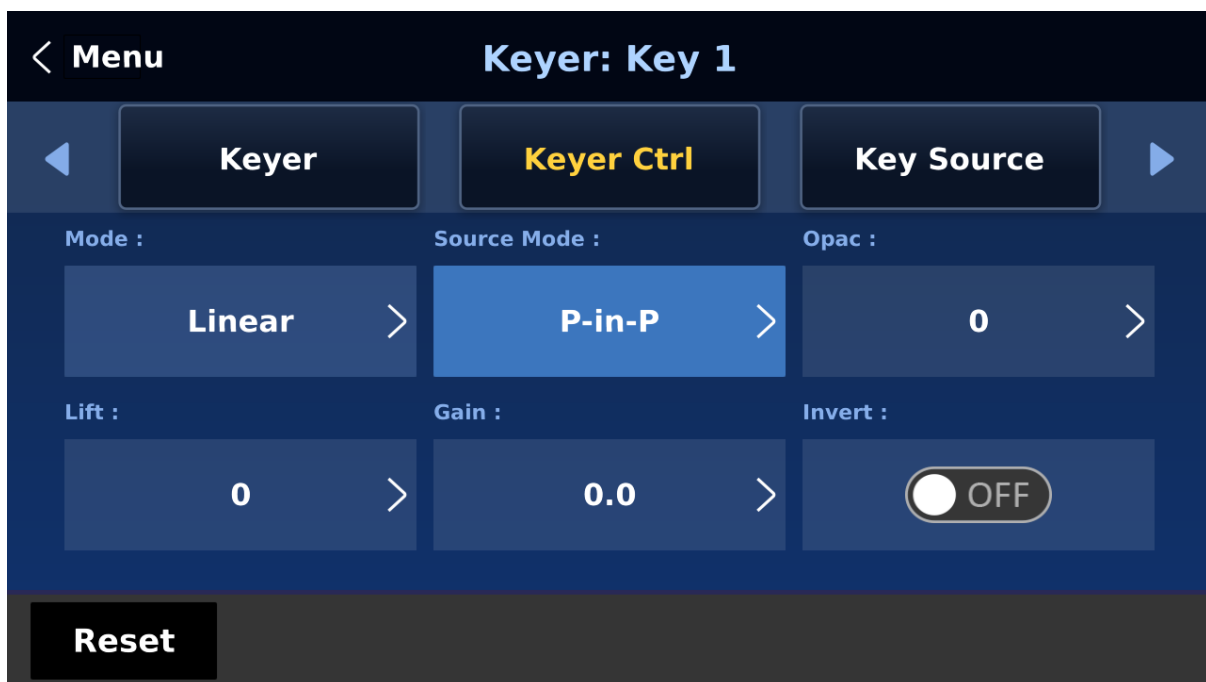 Menu
Keyer: Key 1
Keyer
Keyer Ctrl
Key Source
Mode :
Source Mode :
Opac :
Linear
P-in-P
0
Lift :
Gain :
Invert :
0
0.0
OFF
Reset